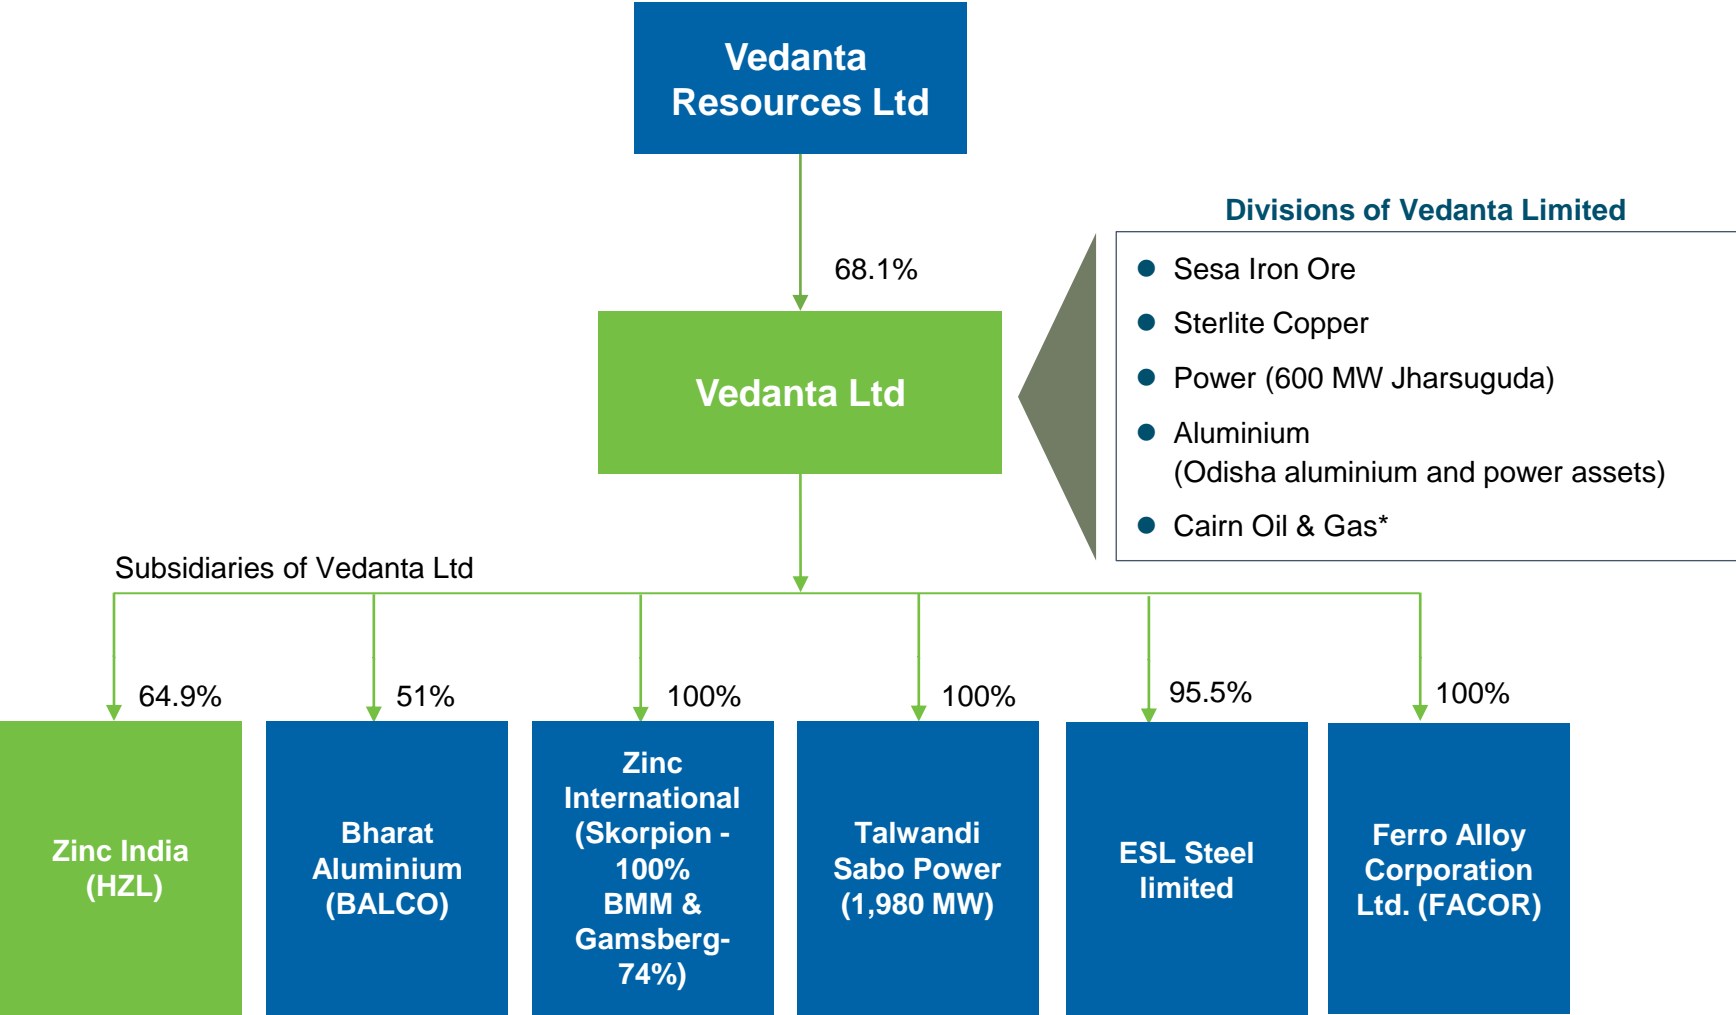 Vedanta
Resources Ltd
Divisions of Vedanta Limited
68.1%
Sesa Iron Ore
Sterlite Copper
Power (600 MW Jharsuguda)
Aluminium
(Odisha aluminium and power assets)
Cairn Oil & Gas*
Vedanta Ltd
Subsidiaries of Vedanta Ltd
64.9%
51%
100%
100%
95.5%
100%
Zinc India
(HZL)
Bharat
Aluminium
(BALCO)
Zinc
International
(Skorpion -
100%
BMM &
Gamsberg-
74%)
Talwandi
Sabo Power
(1,980 MW)
ESL Steel
limited
Ferro Alloy
Corporation
Ltd. (FACOR)